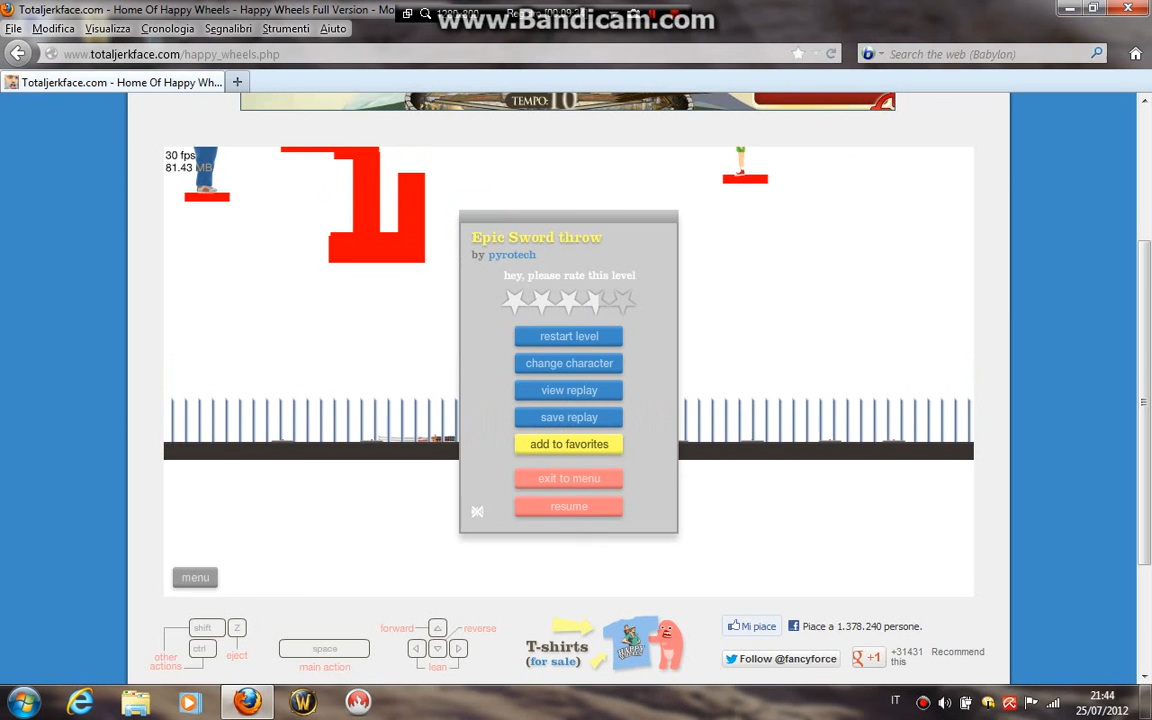 Totaljerkface.com - Home Of Happy Wheels - Happy Wheels Full Version - Mo
www.Bandicam.com
File Modifica Visualizza Cronologia Segnalibri Strumenti Aiuto
www.totaljerkface.com/happy_wheels.php
Search the web (Babylon)
Totaljerkface.com - Home Of Happy Wh...
TEMPO: 10
30 fps
81.43 MB
Epic Sword throw
by pyrotech
hey, please rate this level
restart level
change character
view replay
save replay
add to favorites
exit to menu
resume
menu
shift Z
ctrl
other actions
eject
space
main action
forward
reverse
lean
T-shirts
(for sale)
HAPPY
Mi piace
Piace a 1.378.240 persone.
Follow @fancyforce
+1
+31431
Recommend
this
IT
21:44
25/07/2012